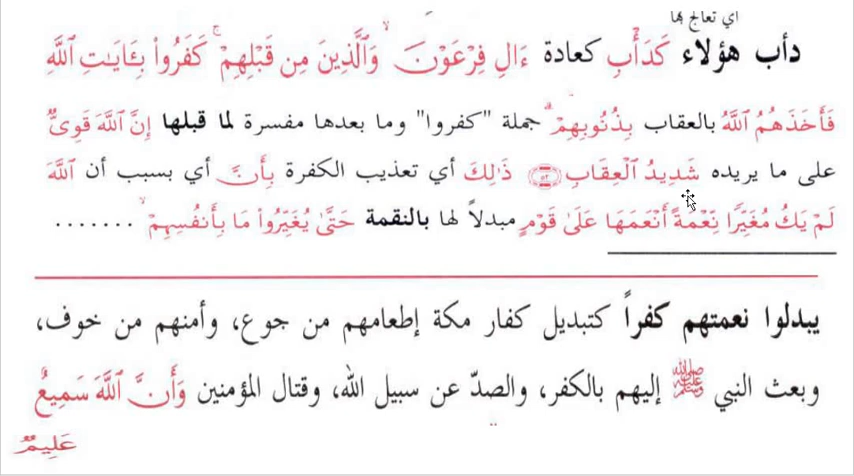 أي تعالج بها
دأب هؤلاء كَدَأْبِ كعادة ءَالِ فِرْعَوْنَ ۙ وَٱلَّذِينَ مِن قَبْلِهِمْ ۚ كَفَرُوا۟ بِـَٔايَـٰتِ ٱللَّهِ
فَأَخَذَهُمُ ٱللَّهُ بالعقاب بِذُنُوبِهِمْ ۗ جملة "كفروا" وما بعدها مفسرة لما قبلها إِنَّ ٱللَّهَ قَوِىٌّ
على ما يريده شَدِيدُ ٱلْعِقَابِ ﴿٥٢﴾ ذَٰلِكَ أي تعذيب الكفرة بِأَنَّ أي بسبب أن ٱللَّهَ
لَمْ يَكُ مُغَيِّرًا نِّعْمَةً أَنْعَمَهَا عَلَىٰ قَوْمٍ مبدلاً لها بالنقمة حَتَّىٰ يُغَيِّرُوا۟ مَا بِأَنفُسِهِمْ ۙ ........
يبدلوا نعمتهم كفراً كتبديل كفار مكة إطعامهم من جوع، وأمنهم من خوف،
وبعث النبي ﷺ إليهم بالكفر، والصدّ عن سبيل الله، وقتال المؤمنين وَأَنَّ ٱللَّهَ سَمِيعٌ
عَلِيمٌ